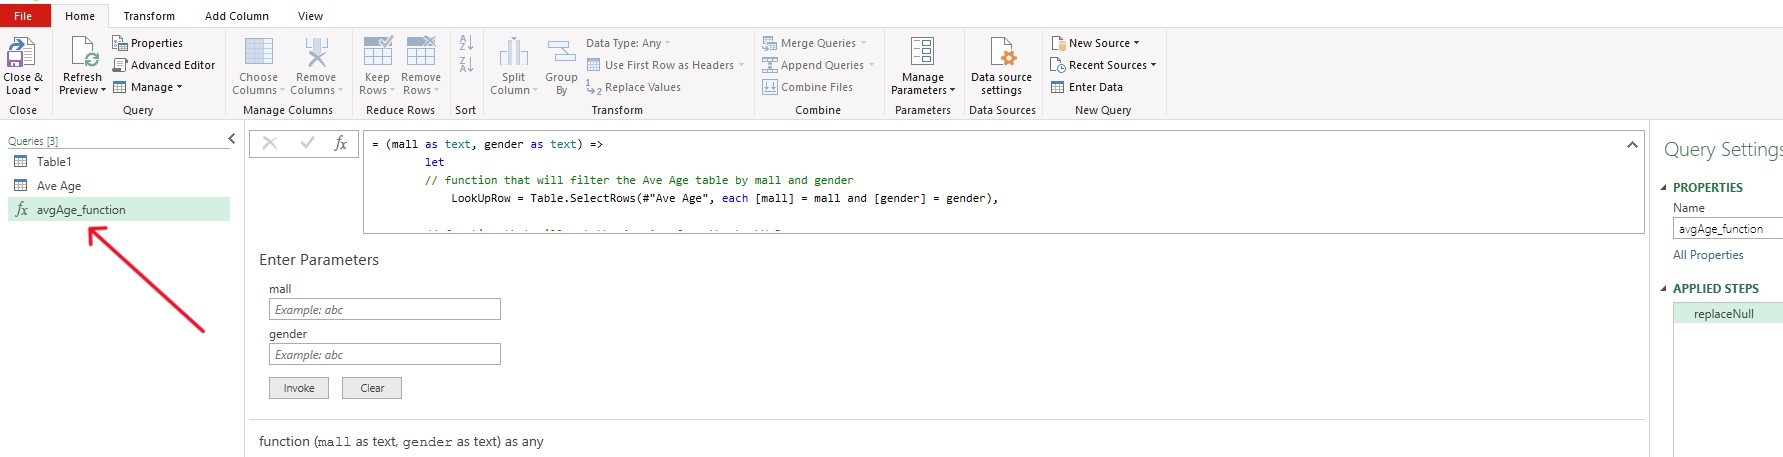 File Home Transform Add Column View
Close & Load
Refresh Preview
Properties
Advanced Editor
Manage
Choose Columns
Remove Columns
Keep Rows
Remove Rows
Split Column
Group By
Data Type: Any
Use First Row as Headers
Replace Values
Merge Queries
Append Queries
Combine Files
Manage Parameters
Data source settings
New Source
Recent Sources
Enter Data
Close Query Manage Columns Reduce Rows Sort Transform Combine Parameters Data Sources New Query
Queries [3]
Table1
Ave Age
fx avgAge_function
fx
= (mall as text, gender as text) =>
let
// function that will filter the Ave Age table by mall and gender
LookUpRow = Table.SelectRows(#"Ave Age", each [mall] = mall and [gender] = gender),
Enter Parameters
mall
Example: abc
gender
Example: abc
Invoke Clear
function (mall as text, gender as text) as any
Query Settings
PROPERTIES
Name
avgAge_function
All Properties
APPLIED STEPS
replaceNull